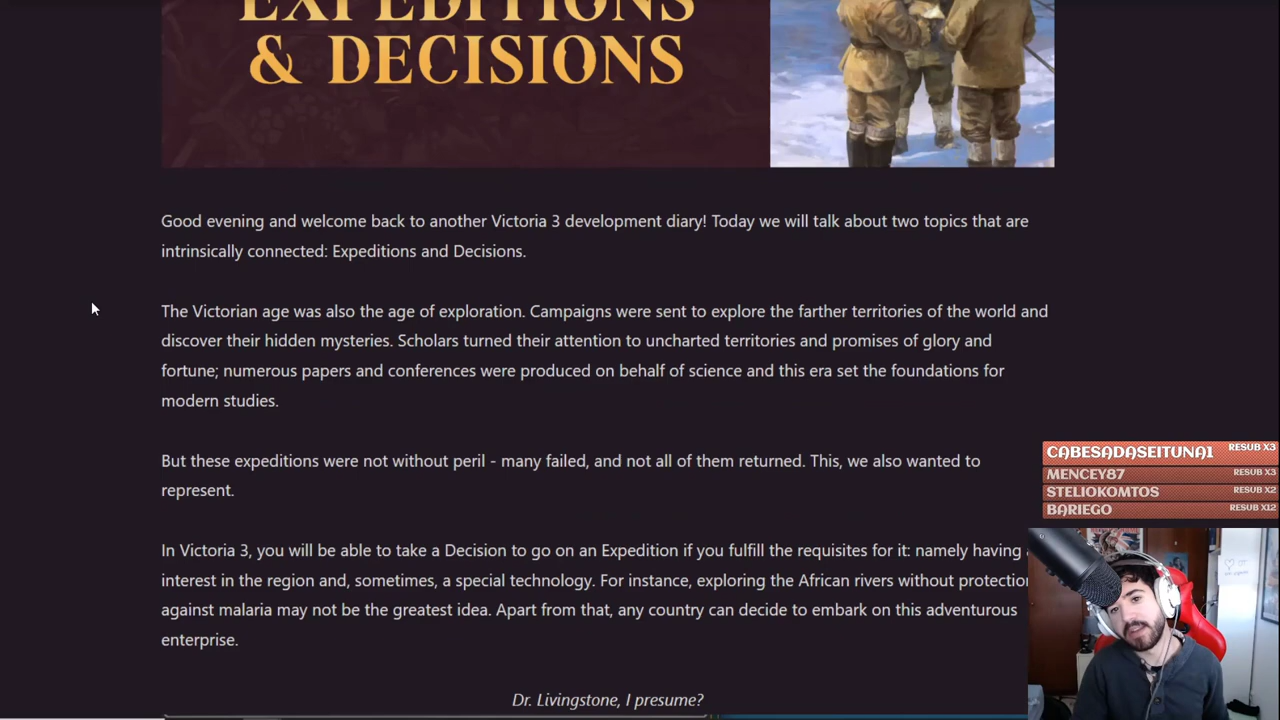 EXPEDITIONS
& DECISIONS
Good evening and welcome back to another Victoria 3 development diary! Today we will talk about two topics that are
intrinsically connected: Expeditions and Decisions.
The Victorian age was also the age of exploration. Campaigns were sent to explore the farther territories of the world and
discover their hidden mysteries. Scholars turned their attention to uncharted territories and promises of glory and
fortune; numerous papers and conferences were produced on behalf of science and this era set the foundations for
modern studies.
But these expeditions were not without peril - many failed, and not all of them returned. This, we also wanted to
represent.
In Victoria 3, you will be able to take a Decision to go on an Expedition if you fulfill the requisites for it: namely having
interest in the region and, sometimes, a special technology. For instance, exploring the African rivers without protection
against malaria may not be the greatest idea. Apart from that, any country can decide to embark on this adventurous
enterprise.
Dr. Livingstone, I presume?
CABESADASEITUNA1 RESUB X3
MENCEY87 RESUB X3
STELIOKOMTOS RESUB X2
BARIEGO RESUB X12